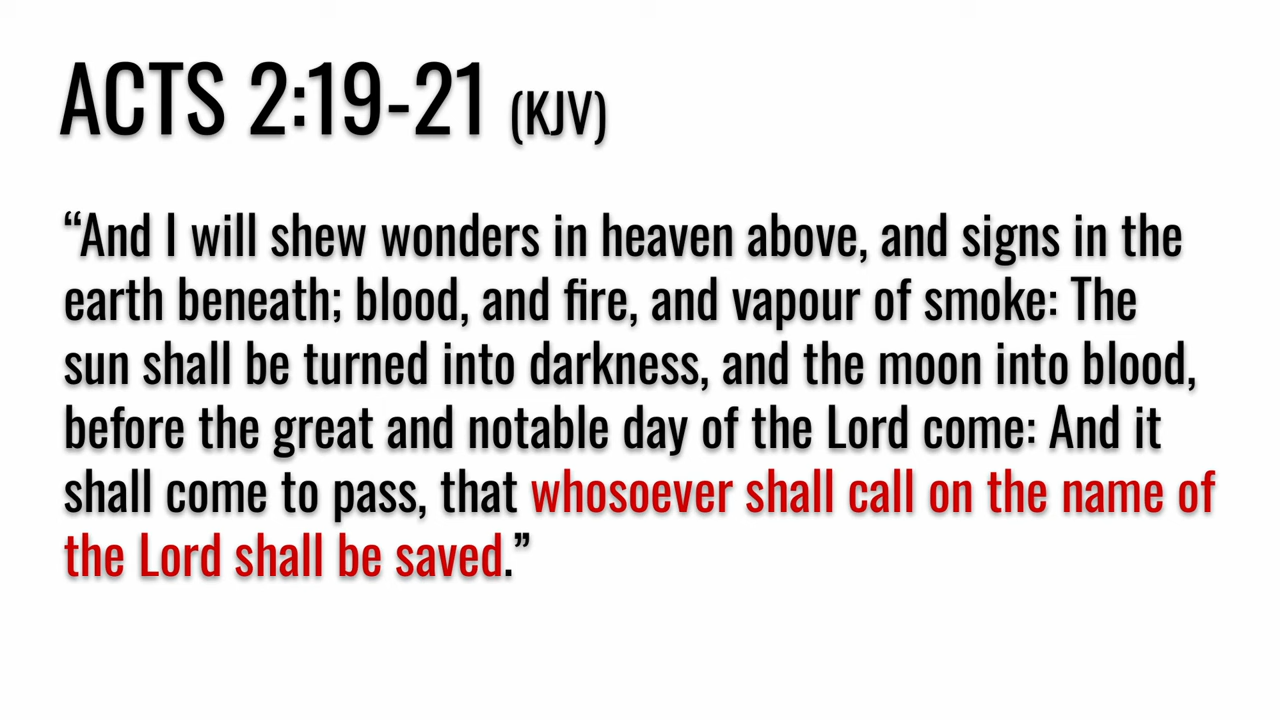 ACTS 2:19-21 (KJV)
“And I will shew wonders in heaven above, and signs in the
earth beneath; blood, and fire, and vapour of smoke: The
sun shall be turned into darkness, and the moon into blood,
before the great and notable day of the Lord come: And it
shall come to pass, that whosoever shall call on the name of
the Lord shall be saved.”